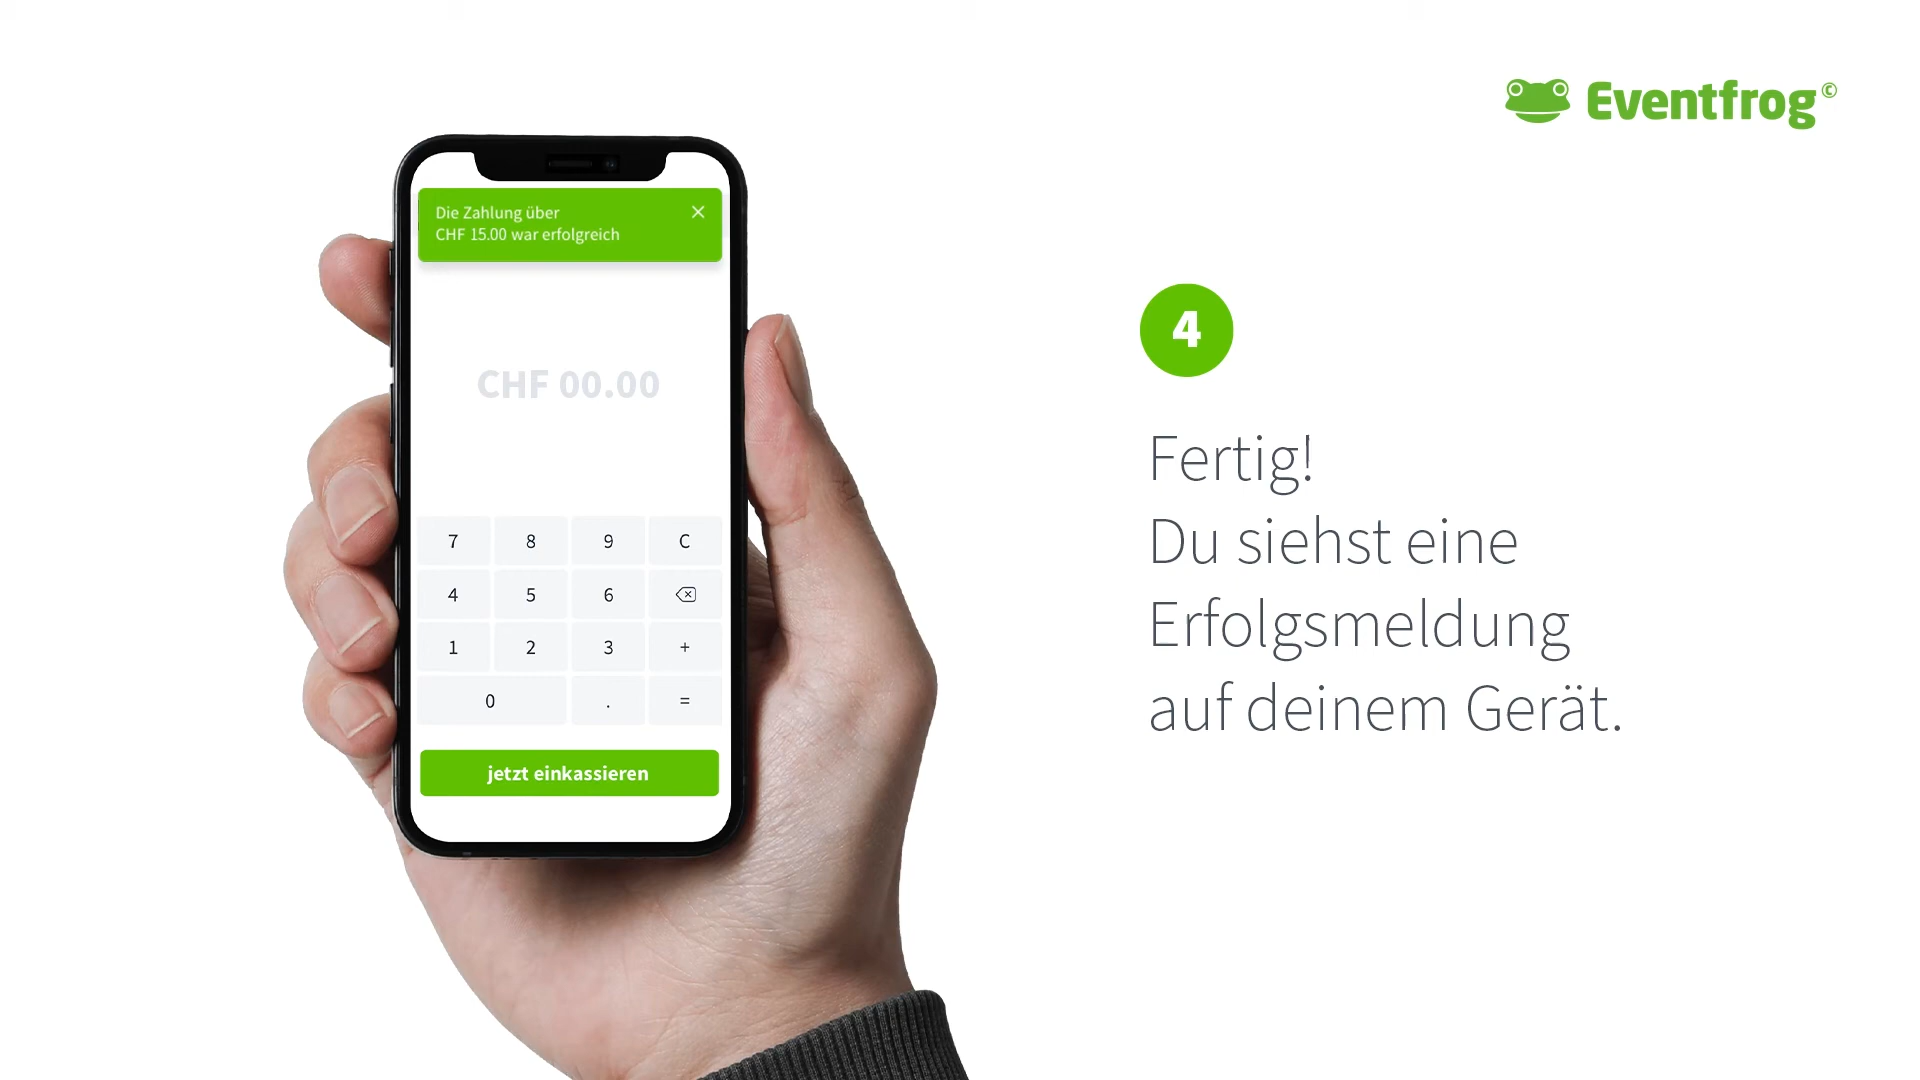 Eventfrog©
Die Zahlung über
CHF 15.00 war erfolgreich
CHF 00.00
7 8 9 C
4 5 6
1 2 3 +
0 . =
jetzt einkassieren
4
Fertig!
Du siehst eine
Erfolgsmeldung
auf deinem Gerät.